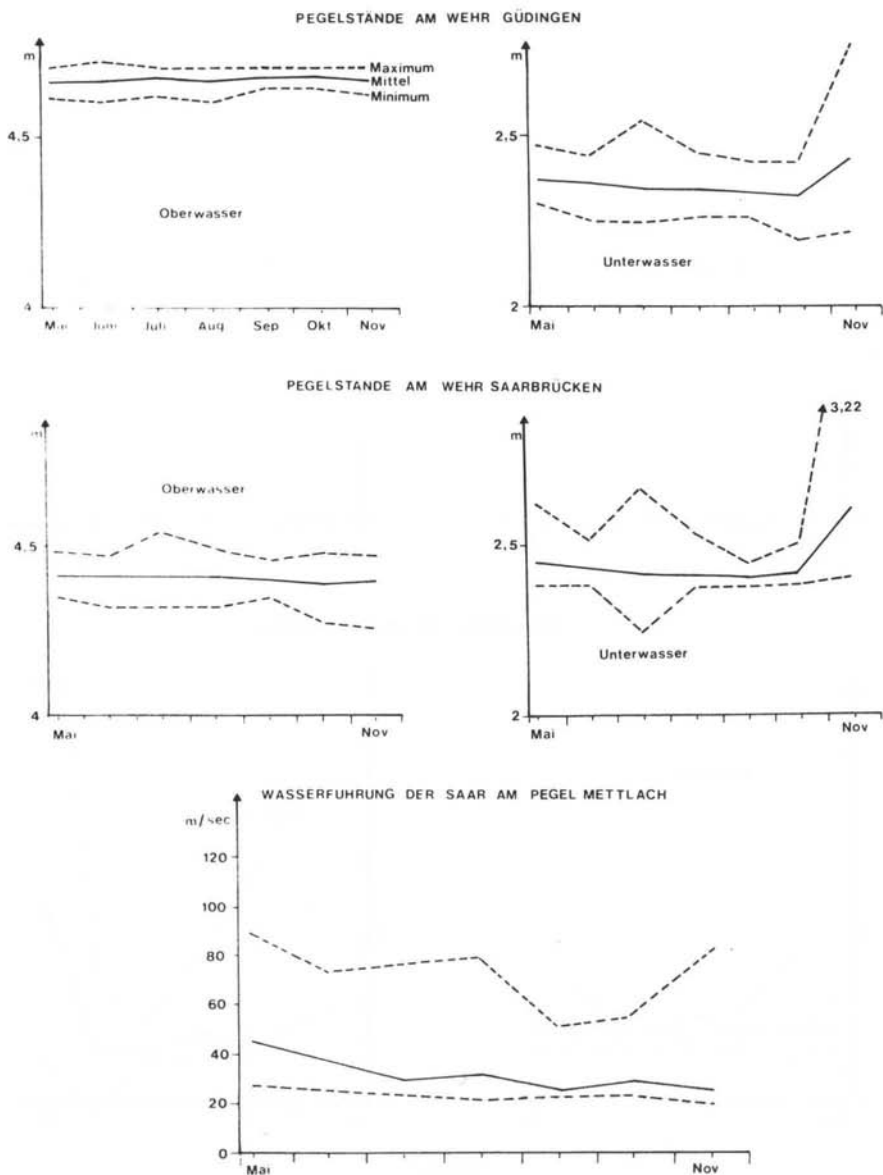 PEGELSTÄNDE AM WEHR GÜDINGEN
m
Maximum
Mittel
Minimum
4,5
Oberwasser
4
Mai Juni Juli Aug Sep Okt Nov
m
2,5
Unterwasser
2
Mai Nov
PEGELSTANDE AM WEHR SAARBRÜCKEN
m
Oberwasser
4,5
4
Mai Nov
3,22
m
2,5
Unterwasser
2
Mai Nov
WASSERFUHRUNG DER SAAR AM PEGEL METTLACH
m/sec
120
100
80
60
40
20
0
Mai Nov